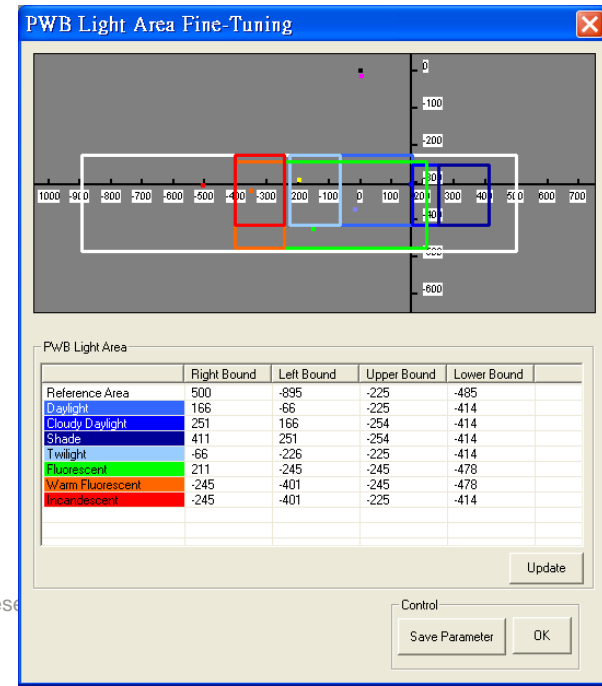 PWB Light Area Fine-Tuning
0
-100
-200
1000 -900 -800 -700 -600 -500 -400 -300 200 -100 0 100 200 300 400 500 600 700
-600
PWB Light Area
Right Bound Left Bound Upper Bound Lower Bound
Reference Area 500 -895 -225 -485
Daylight 166 -66 -225 -414
Cloudy Daylight 251 166 -254 -414
Shade 411 251 -254 -414
Twilight -66 -226 -225 -414
Fluorescent 211 -245 -245 -478
Warm Fluorescent -245 -401 -245 -478
Incandescent -245 -401 -225 -414
Update
Control
Save Parameter OK